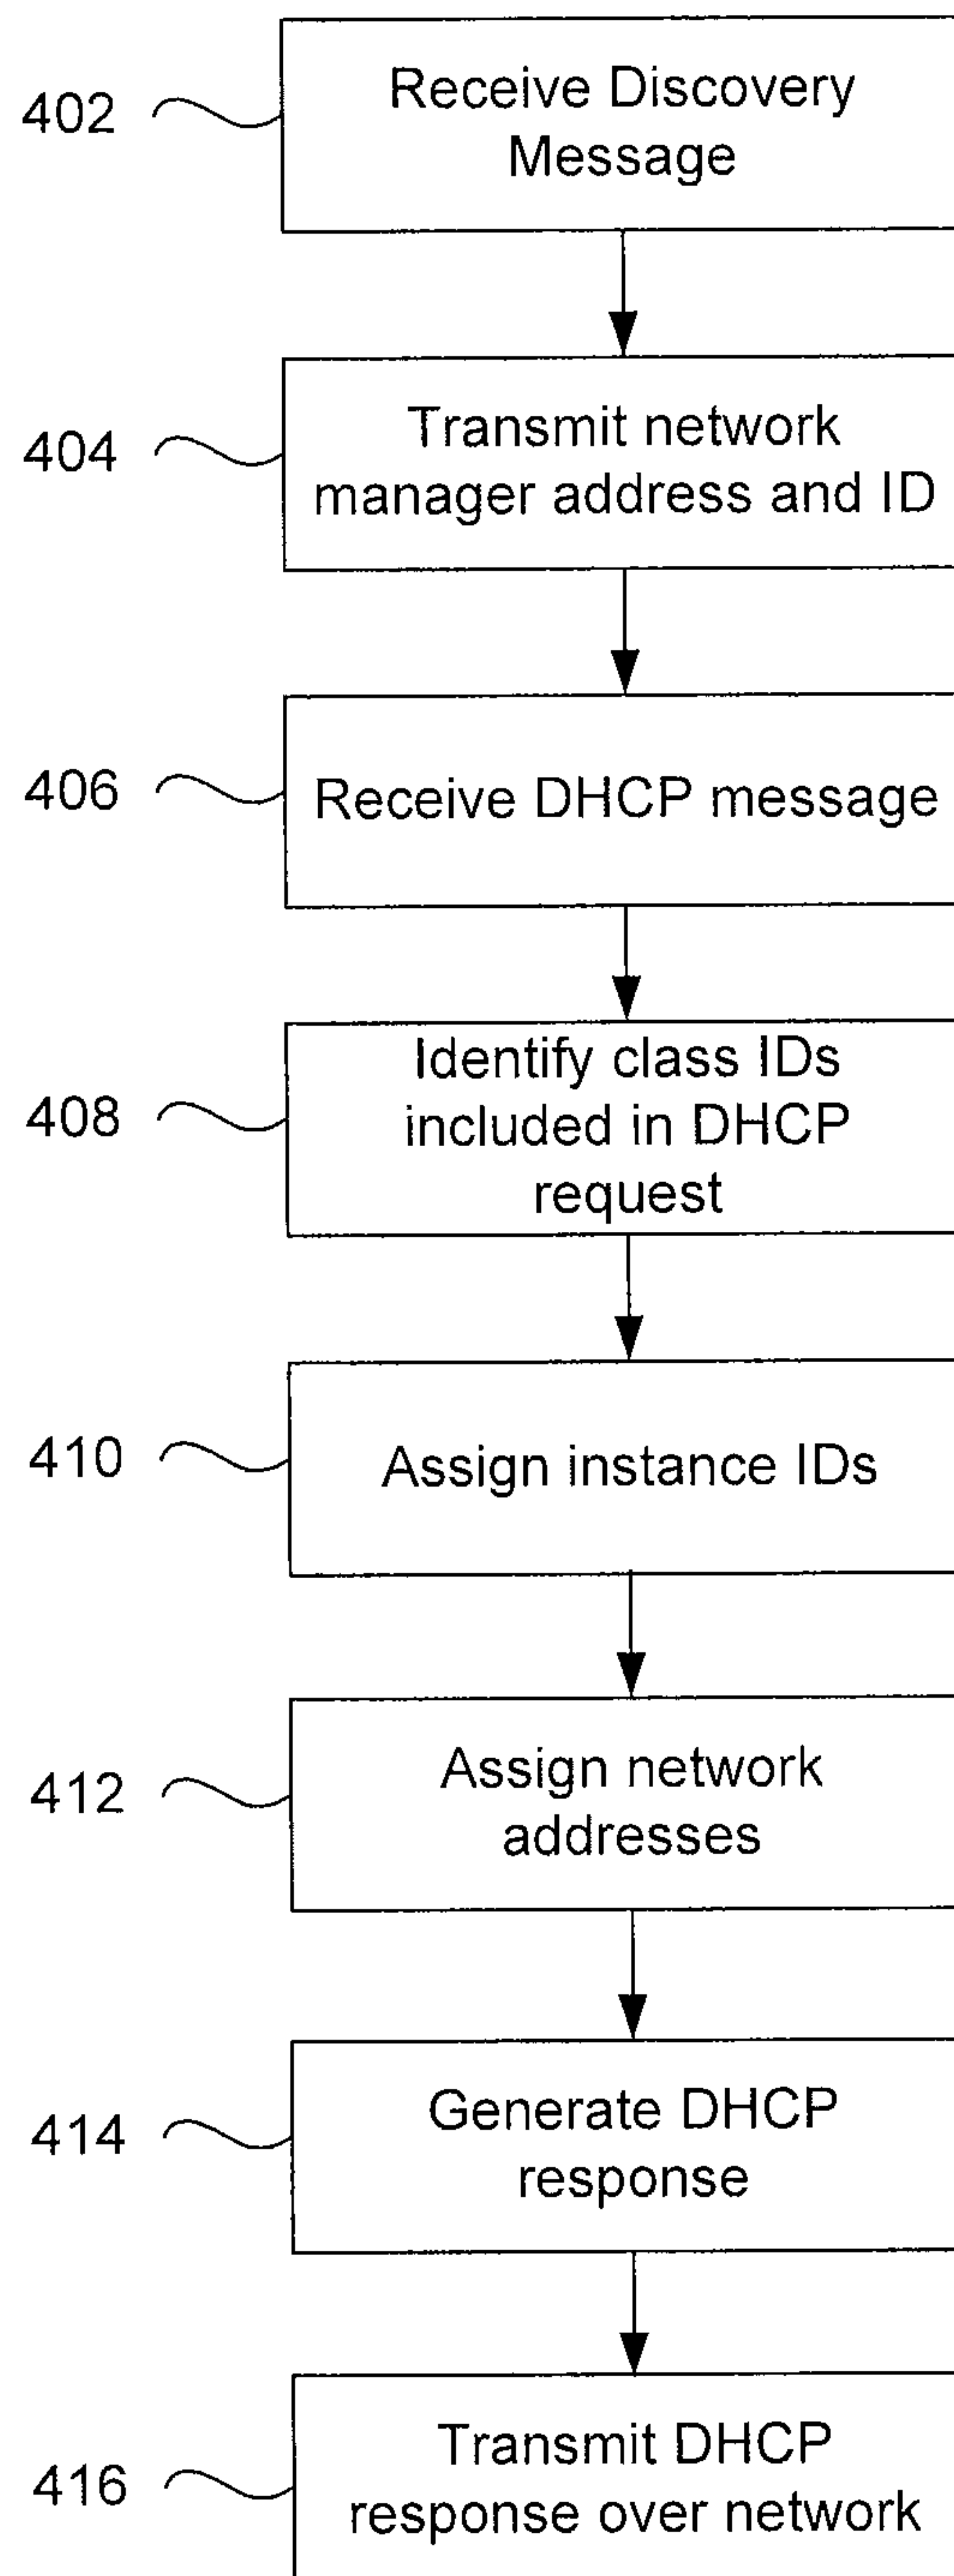 402
Receive Discovery
Message
404
Transmit network
manager address and ID
406
Receive DHCP message
408
Identify class IDs
included in DHCP
request
410
Assign instance IDs
412
Assign network
addresses
414
Generate DHCP
response
416
Transmit DHCP
response over network